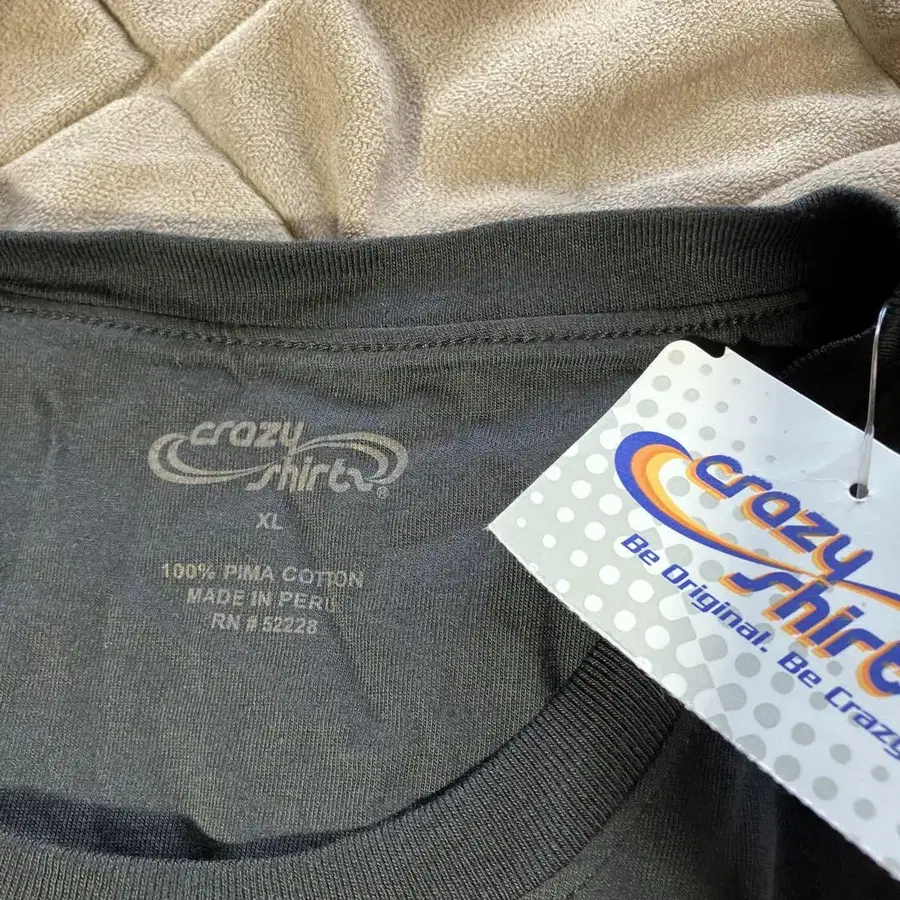 crazy
shirts®
XL
100% PIMA COTTON
MADE IN PERU
RN # 52228
crazy
shirts
Be Original. Be Crazy